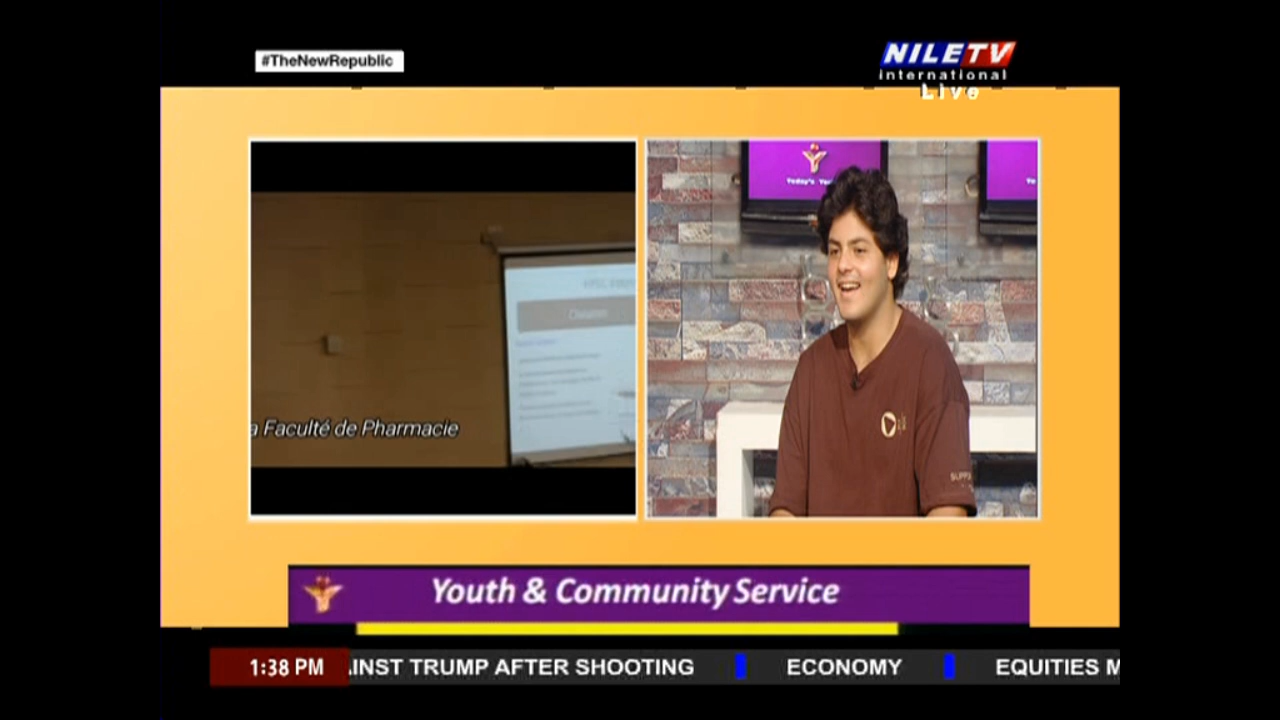 #TheNewRepublic
NILETV
international
Live
Today's
a Faculté de Pharmacie
Youth & Community Service
1:38 PM
INST TRUMP AFTER SHOOTING
ECONOMY
EQUITIES M